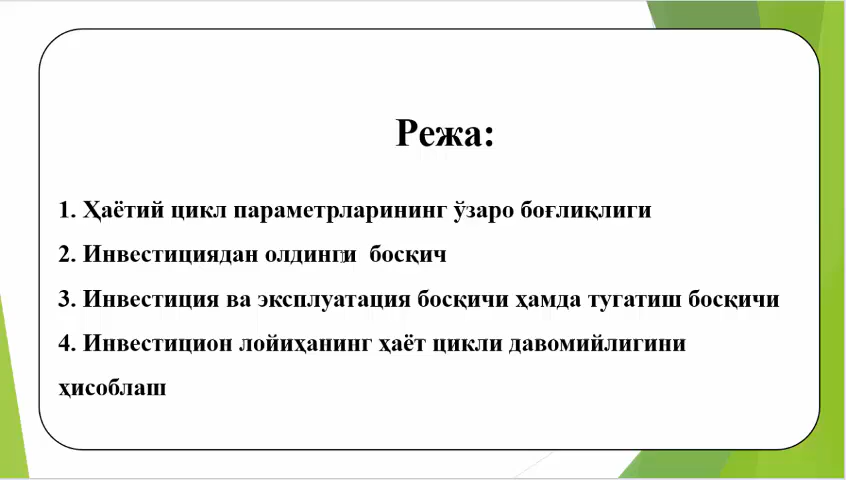 Режа:
1. Ҳаётий цикл параметрларининг ўзаро боғлиқлиги
2. Инвестициядан олдинги босқич
3. Инвестиция ва эксплуатация босқичи ҳамда тугатиш босқичи
4. Инвестицион лойиҳанинг ҳаёт цикли давомийлигини
ҳисоблаш